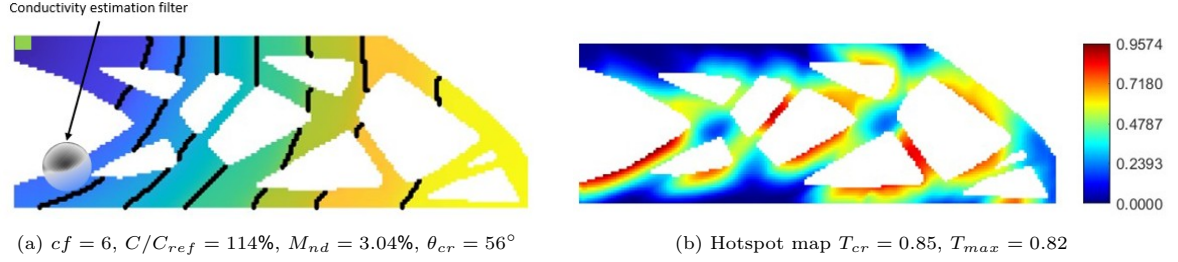 Conductivity estimation filter
0.9574
0.7180
0.4787
0.2393
0.0000
(a) cf = 6, C/C_ref = 114%, M_nd = 3.04%, θ_cr = 56°
(b) Hotspot map T_cr = 0.85, T_max = 0.82